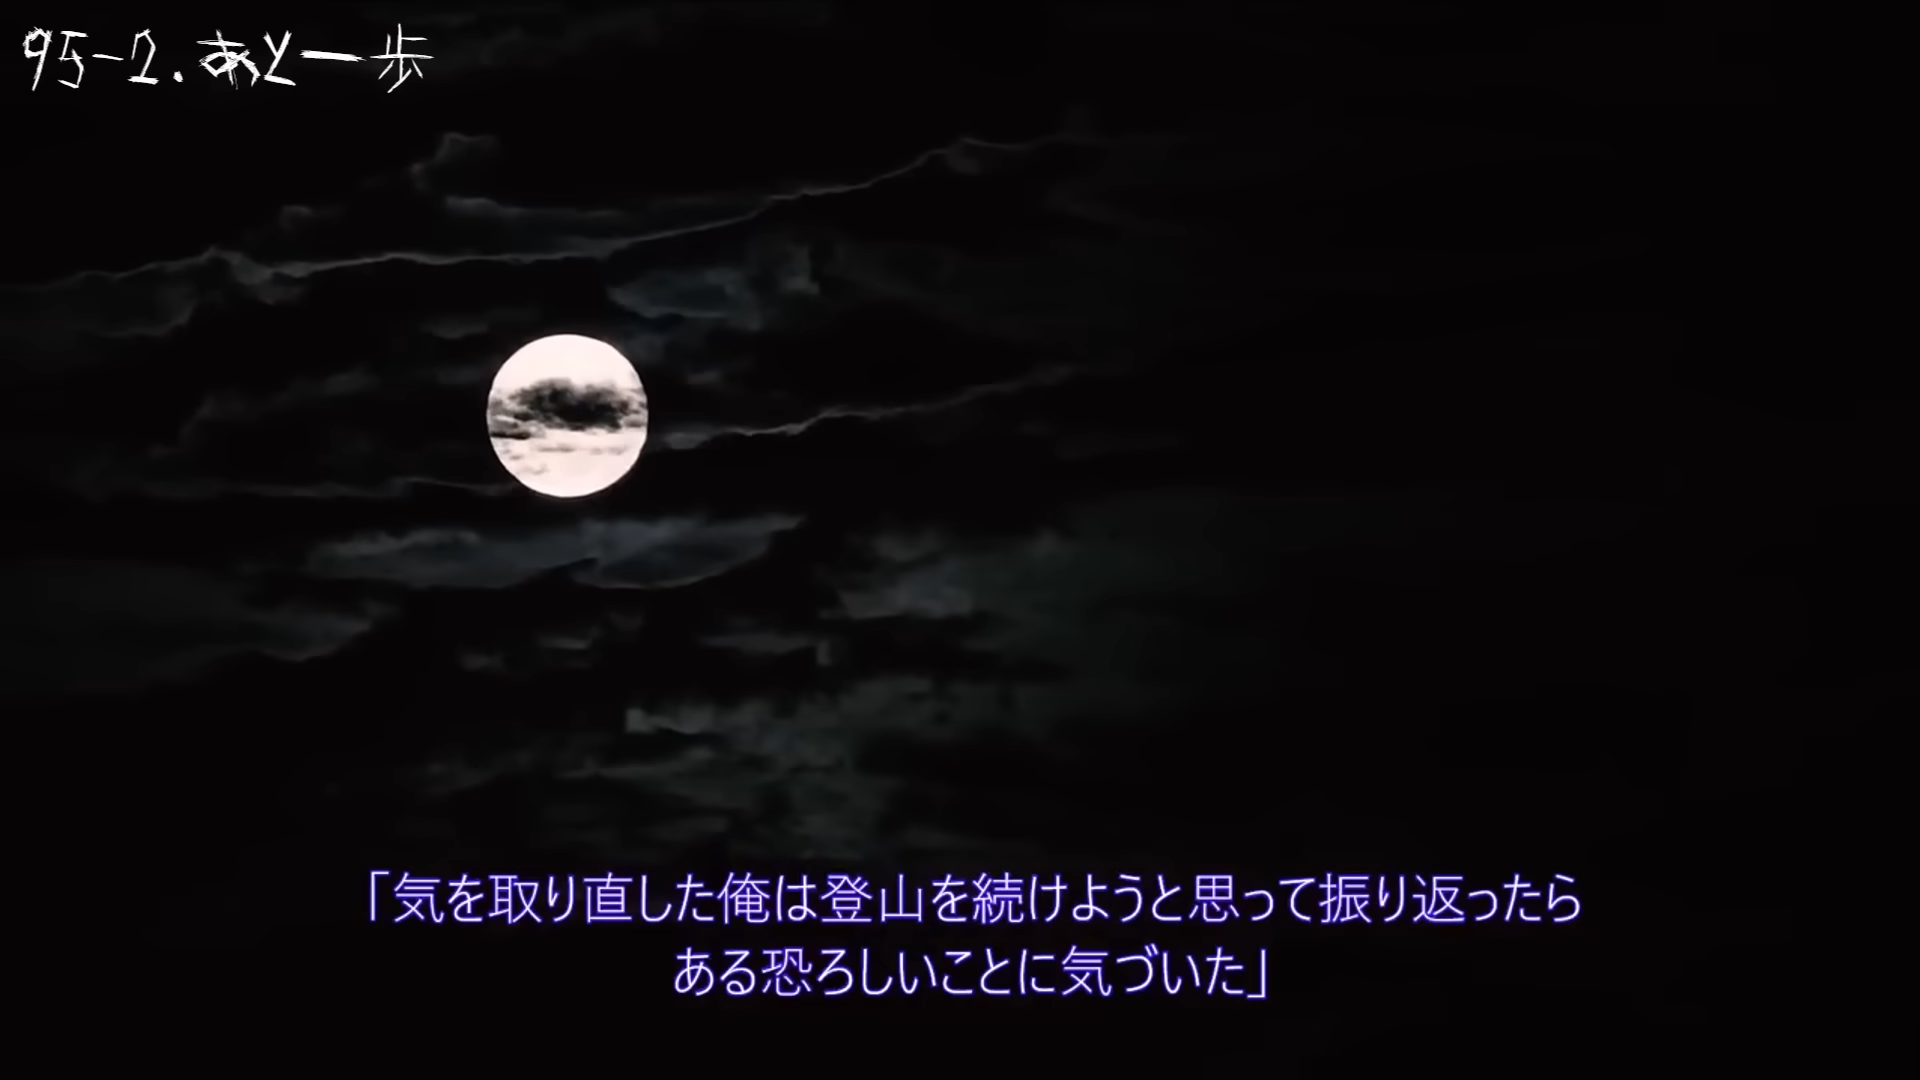 95-2.あと一歩
「気を取り直した俺は登山を続けようと思って振り返ったら
ある恐ろしいことに気づいた」